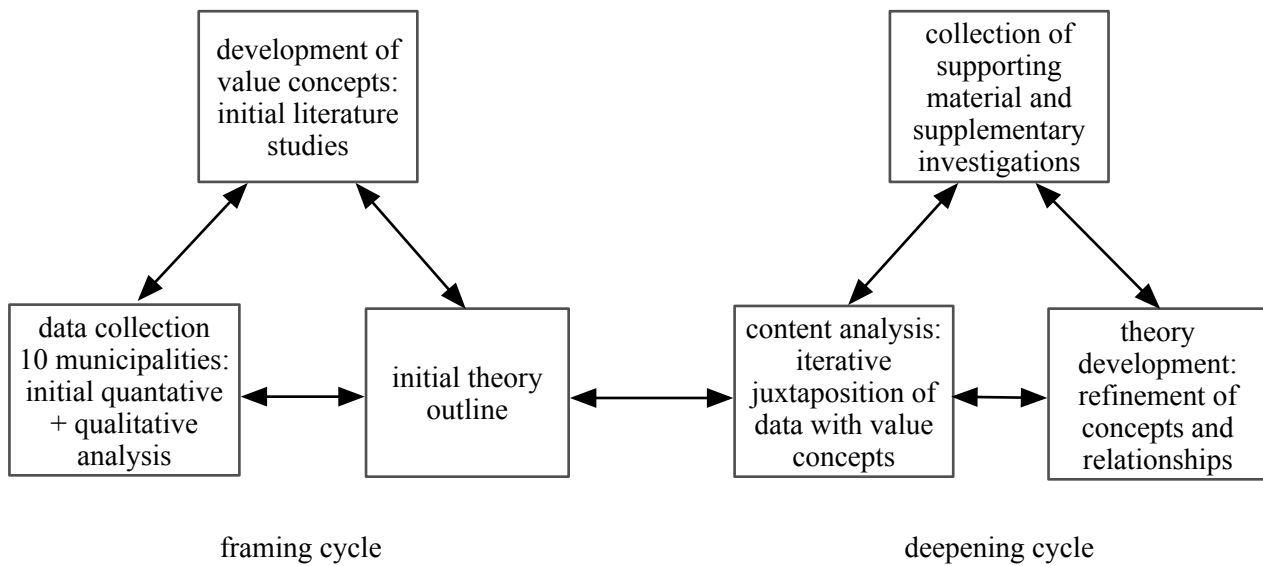 development of
value concepts:
initial literature
studies
collection of
supporting
material and
supplementary
investigations
data collection
10 municipalities:
initial quantative
+ qualitative
analysis
initial theory
outline
content analysis:
iterative
juxtaposition of
data with value
concepts
theory
development:
refinement of
concepts and
relationships
framing cycle
deepening cycle